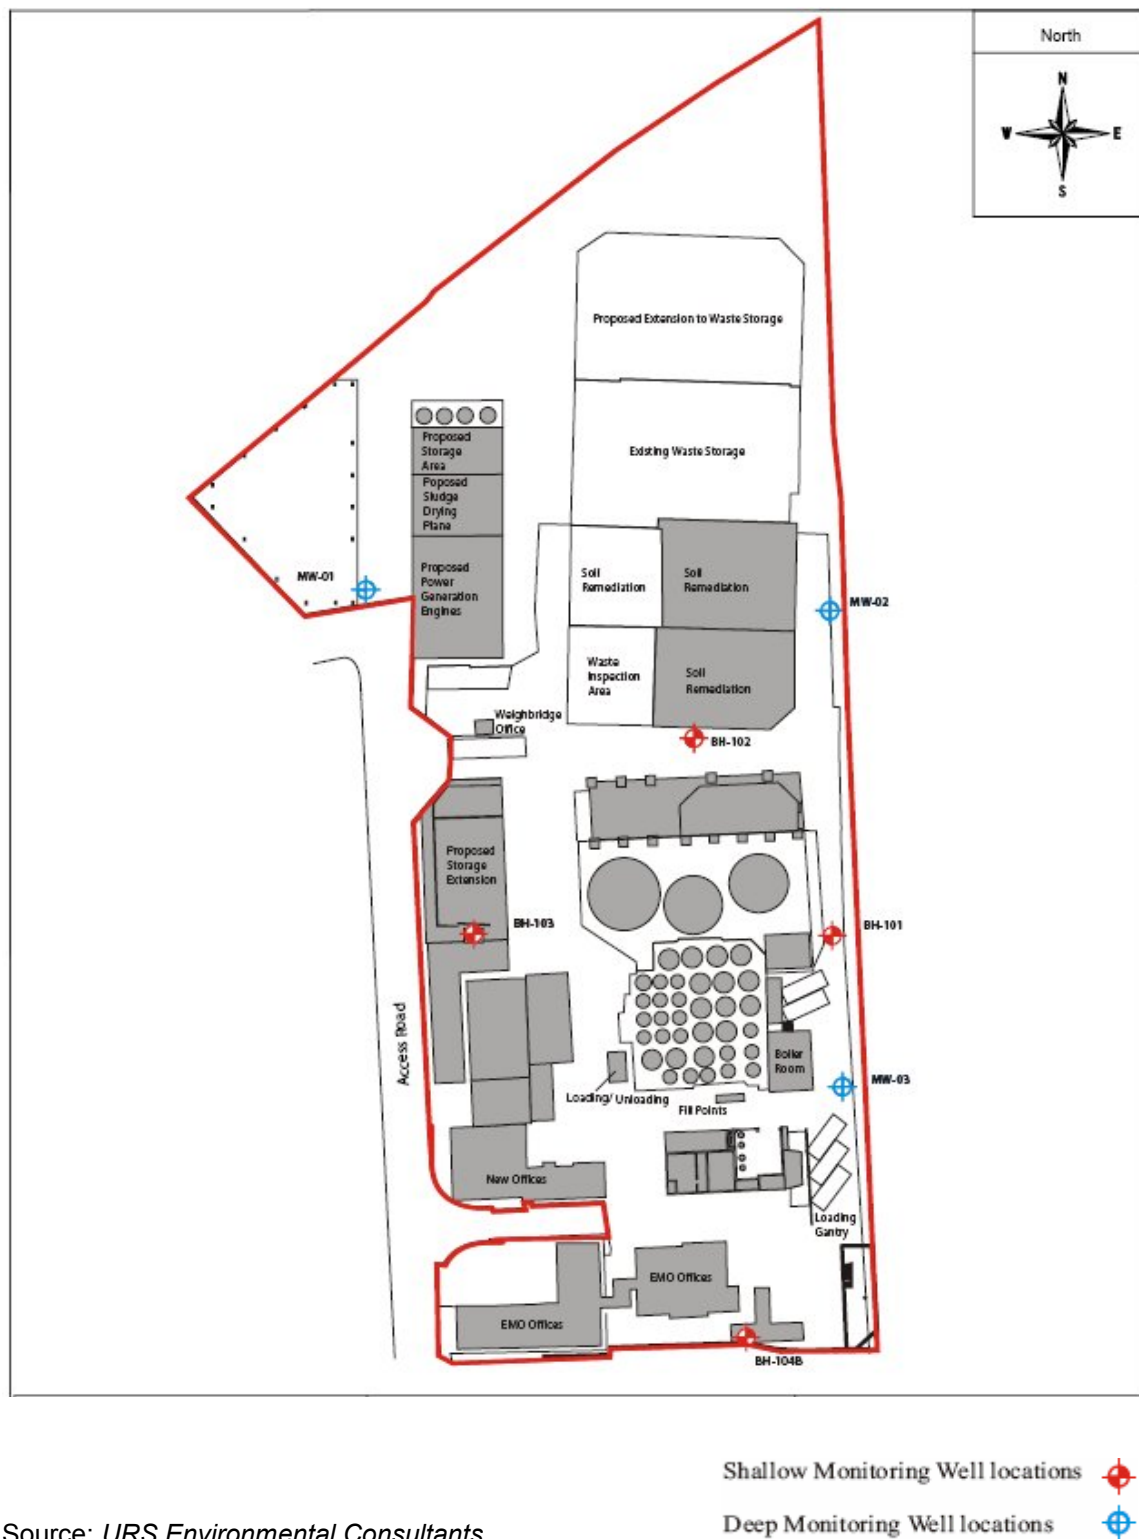 North
N
W E
S
Proposed Extension to Waste Storage
Existing Waste Storage
Proposed
Storage
Area
Poposed
Sludge
Drying
Plane
Proposed
Power
Generation
Engines
MW-01
Soil
Remediation
Soil
Remediation
MW-02
Waste
Inspection
Area
Soil
Remediation
Weighbridge
Office
BH-102
Proposed
Storage
Extension
BH-103
BH-101
Access Road
Boiler
Room
MW-03
Loading/ Unloading
Fill Points
New Offices
Loading
Gantry
EMO Offices
EMO Offices
BH-104B
Shallow Monitoring Well locations
Deep Monitoring Well locations
Source: URS Environmental Consultants